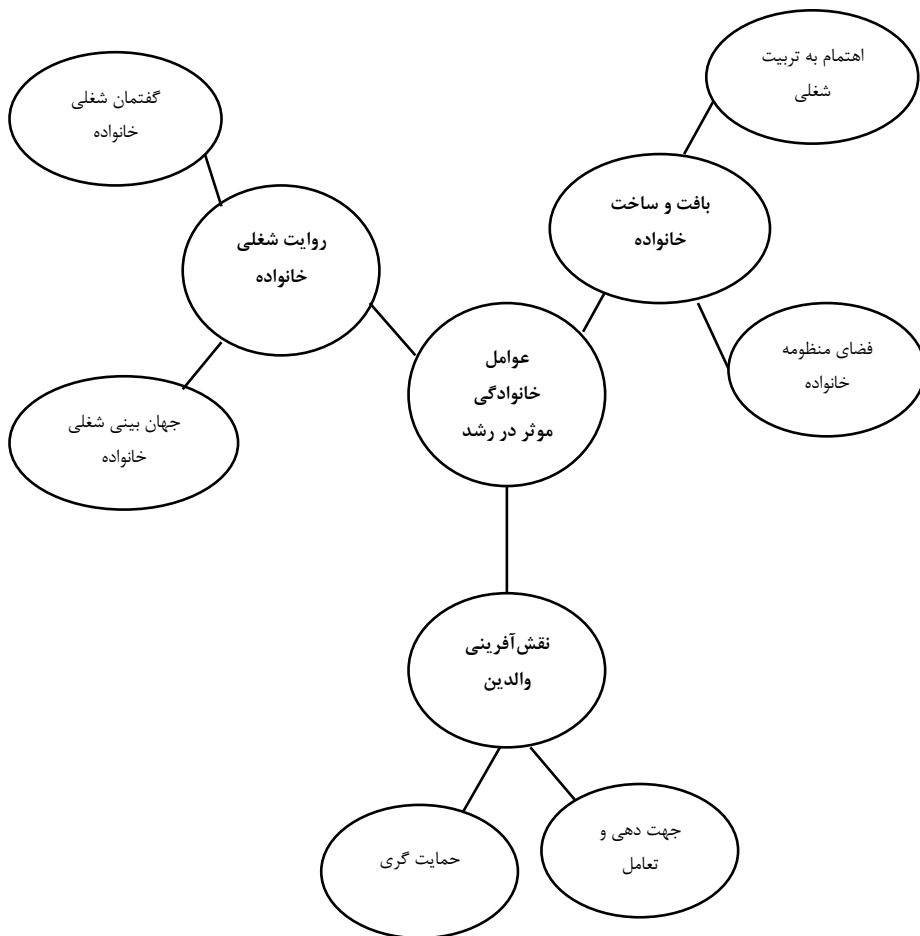 اهتمام به تربیت
شغلی
گفتمان شغلی
خانواده
بافت و ساخت
خانواده
روایت شغلی
خانواده
فضای منظومه
خانواده
عوامل
خانوادگی
موثر در رشد
جهان بینی شغلی
خانواده
نقش‌آفرینی
والدین
جهت دهی و
تعامل
حمایت گری